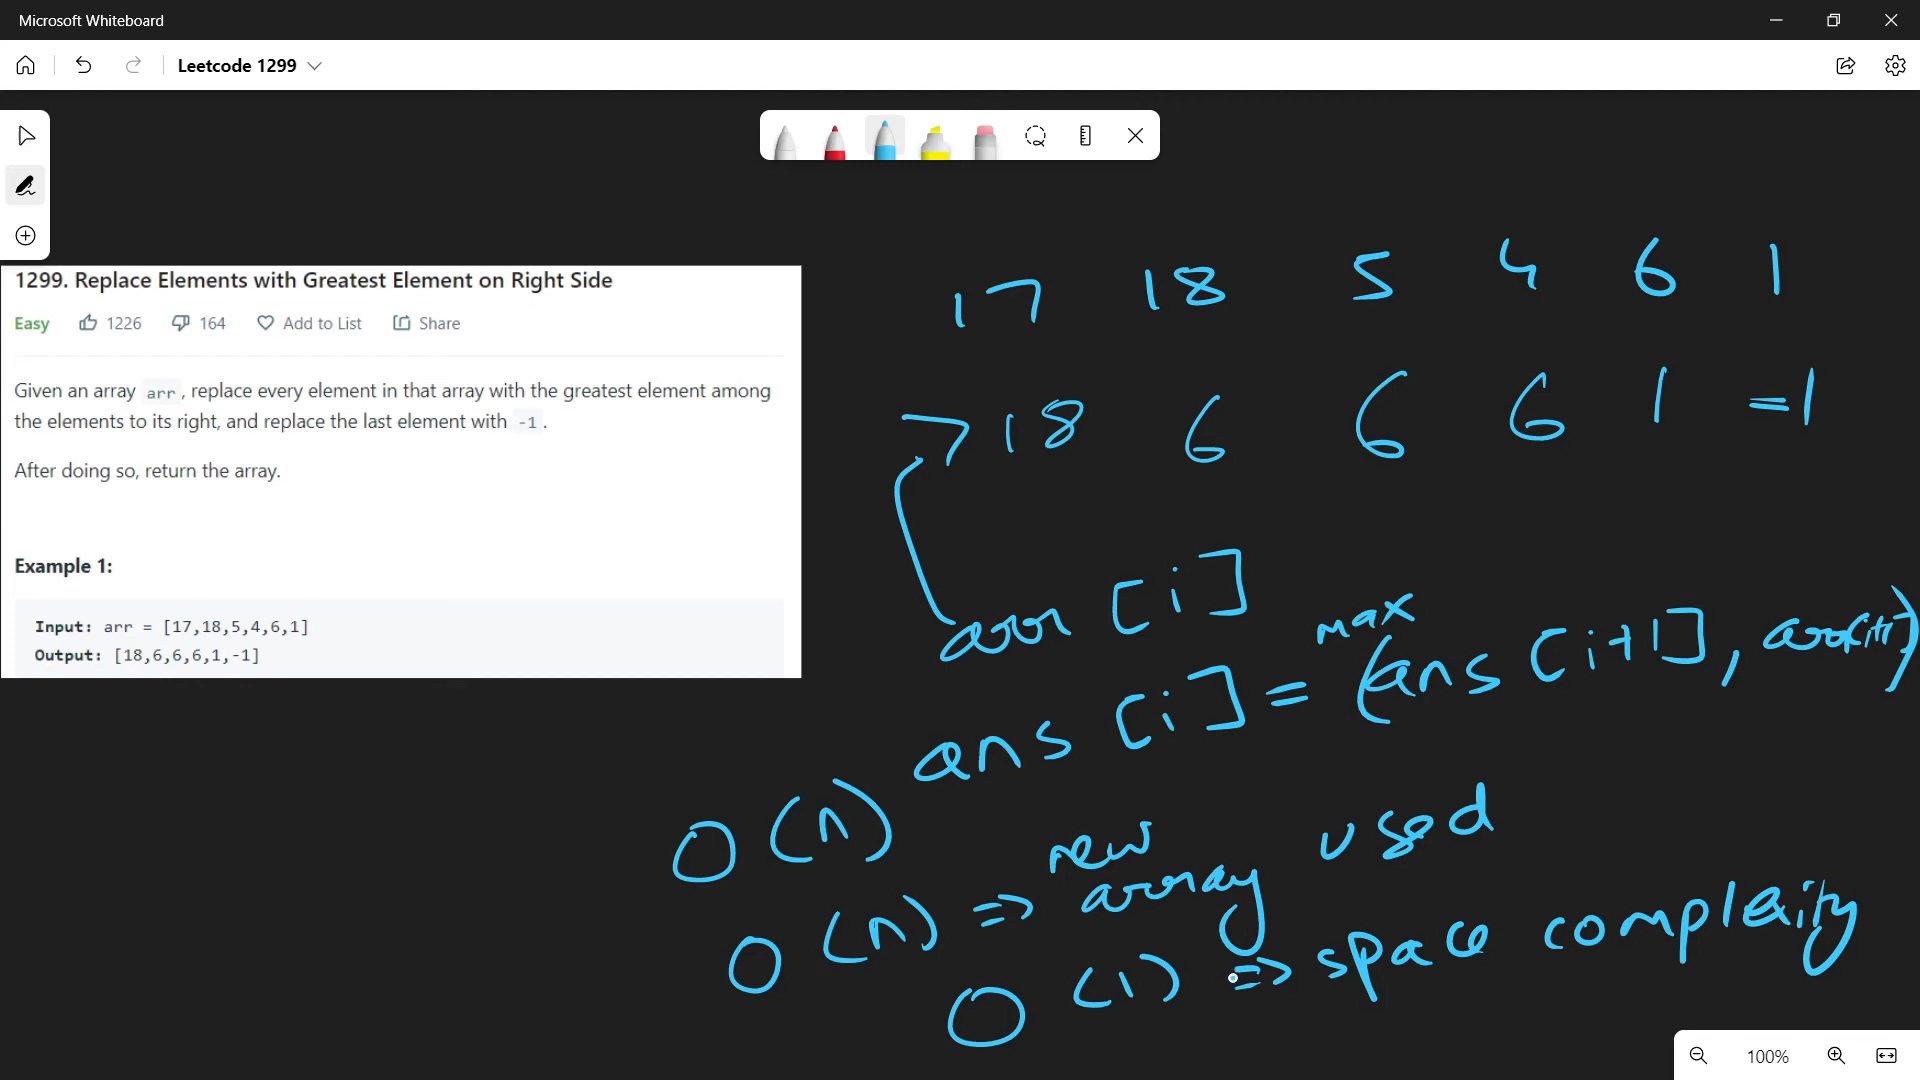 Microsoft Whiteboard
Leetcode 1299
1299. Replace Elements with Greatest Element on Right Side
Easy 1226 164 Add to List Share
Given an array arr, replace every element in that array with the greatest element among
the elements to its right, and replace the last element with -1.
After doing so, return the array.
Example 1:
Input: arr = [17,18,5,4,6,1]
Output: [18,6,6,6,1,-1]
17 18 5 4 6 1
18 6 6 6 1 -1
arr [i]
ans [i] = max (ans [i+1], arr[i+1])
O (n)
O (n) => new array used
O (1) => space complexity
100%